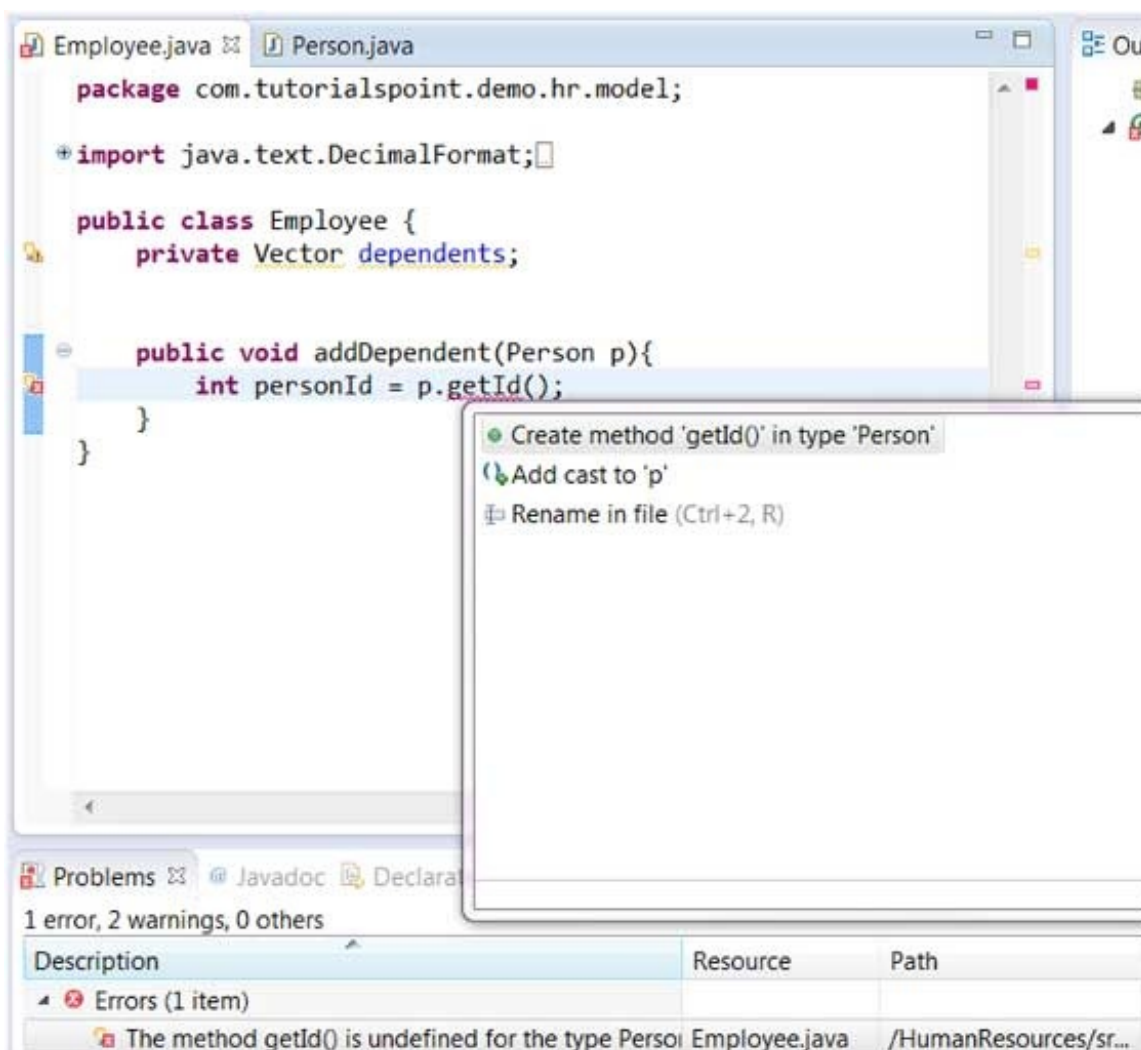 Employee.java Person.java Ou
package com.tutorialspoint.demo.hr.model;
import java.text.DecimalFormat;
public class Employee {
private Vector dependents;
public void addDependent(Person p){
int personId = p.getId();
}
}
Create method 'getId()' in type 'Person'
Add cast to 'p'
Rename in file (Ctrl+2, R)
Problems @ Javadoc Declarat
1 error, 2 warnings, 0 others
Description Resource Path
Errors (1 item)
The method getId() is undefined for the type Person Employee.java /HumanResources/sr...